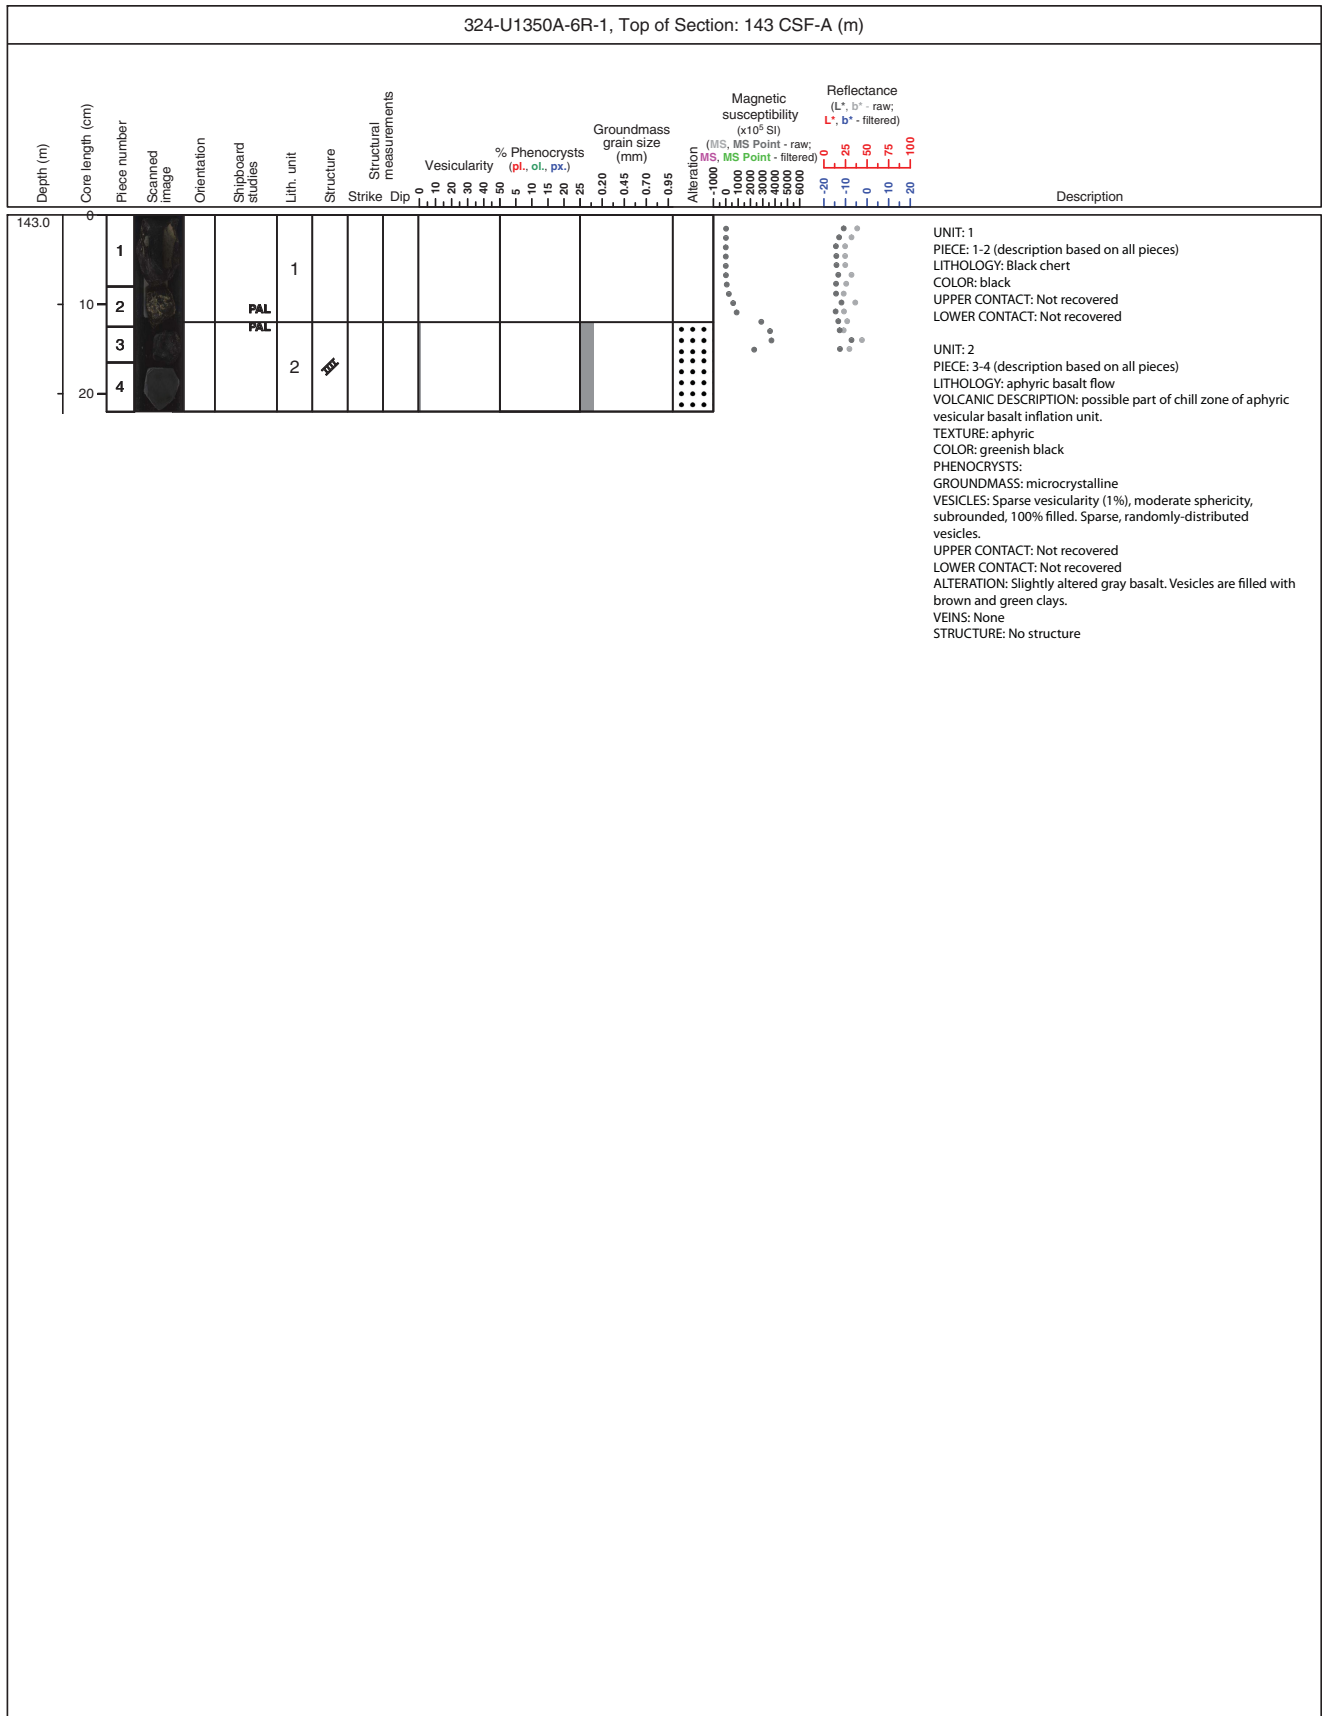 324-U1350A-6R-1, Top of Section: 143 CSF-A (m)
Depth (m)
Core length (cm)
Piece number
Scanned
image
Orientation
Shipboard
studies
Lith. unit
Structure
Structural
measurements
Strike Dip
Vesicularity
0 10 20 30 40 50
% Phenocrysts
(pl., ol., px.)
5 10 15 20 25
Groundmass
grain size
(mm)
0.20 0.45 0.70 0.95
Alteration
Magnetic
susceptibility
(x10⁵ SI)
(MS, MS Point - raw;
MS, MS Point - filtered)
-1000 0 1000 2000 3000 4000 5000 6000
Reflectance
(L*, b* - raw;
L*, b* - filtered)
0 25 50 75 100
-20 -10 0 10 20
Description
143.0
0
10
20
1
2
3
4
PAL
PAL
1
2
UNIT: 1
PIECE: 1-2 (description based on all pieces)
LITHOLOGY: Black chert
COLOR: black
UPPER CONTACT: Not recovered
LOWER CONTACT: Not recovered
UNIT: 2
PIECE: 3-4 (description based on all pieces)
LITHOLOGY: aphyric basalt flow
VOLCANIC DESCRIPTION: possible part of chill zone of aphyric
vesicular basalt inflation unit.
TEXTURE: aphyric
COLOR: greenish black
PHENOCRYSTS:
GROUNDMASS: microcrystalline
VESICLES: Sparse vesicularity (1%), moderate sphericity,
subrounded, 100% filled. Sparse, randomly-distributed
vesicles.
UPPER CONTACT: Not recovered
LOWER CONTACT: Not recovered
ALTERATION: Slightly altered gray basalt. Vesicles are filled with
brown and green clays.
VEINS: None
STRUCTURE: No structure